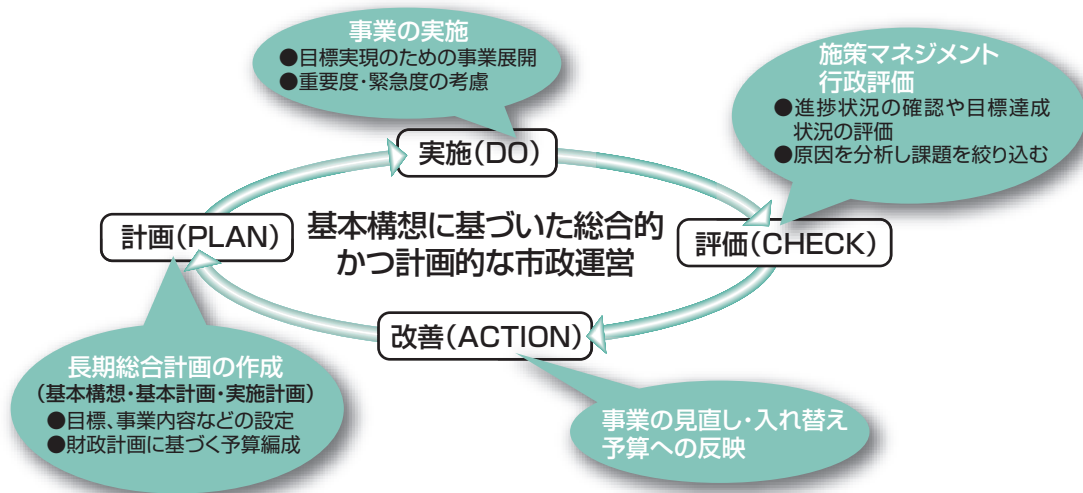 事業の実施
●目標実現のための事業展開
●重要度・緊急度の考慮
施策マネジメント
行政評価
●進捗状況の確認や目標達成
状況の評価
●原因を分析し課題を絞り込む
実施(DO)
計画(PLAN)
基本構想に基づいた総合的
かつ計画的な市政運営
評価(CHECK)
改善(ACTION)
長期総合計画の作成
(基本構想・基本計画・実施計画)
●目標、事業内容などの設定
●財政計画に基づく予算編成
事業の見直し・入れ替え
予算への反映